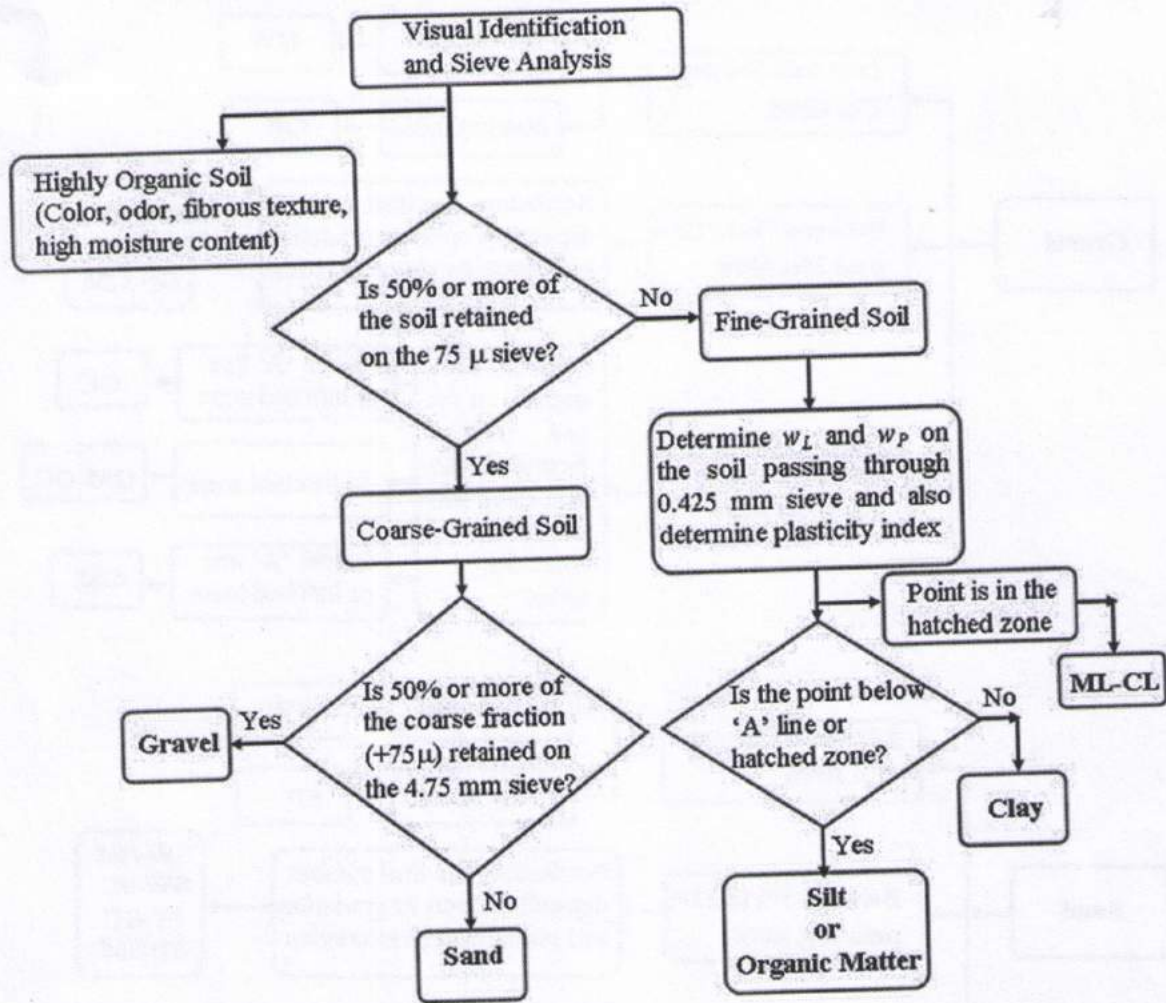 Visual Identification
and Sieve Analysis
Highly Organic Soil
(Color, odor, fibrous texture,
high moisture content)
Is 50% or more of
the soil retained
on the 75 μ sieve?
No
Fine-Grained Soil
Yes
Coarse-Grained Soil
Determine w_L and w_P on
the soil passing through
0.425 mm sieve and also
determine plasticity index
Point is in the
hatched zone
ML-CL
Is 50% or more of
the coarse fraction
(+75μ) retained on
the 4.75 mm sieve?
Yes
Gravel
No
Sand
Is the point below
‘A’ line or
hatched zone?
No
Clay
Yes
Silt
or
Organic Matter